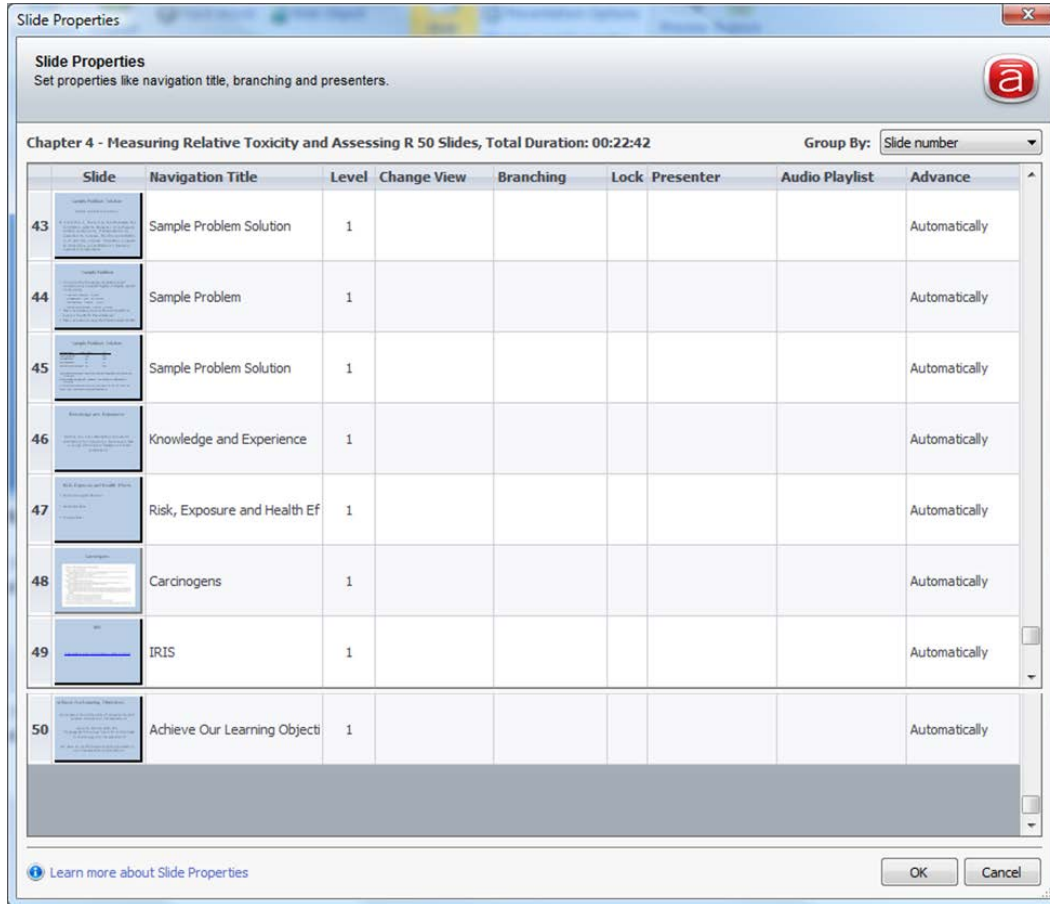 Slide Properties
Slide Properties
Set properties like navigation title, branching and presenters.
Chapter 4 - Measuring Relative Toxicity and Assessing R 50 Slides, Total Duration: 00:22:42 Group By: Slide number
Slide Navigation Title Level Change View Branching Lock Presenter Audio Playlist Advance
43 Sample Problem Solution 1 Automatically
44 Sample Problem 1 Automatically
45 Sample Problem Solution 1 Automatically
46 Knowledge and Experience 1 Automatically
47 Risk, Exposure and Health Ef 1 Automatically
48 Carcinogens 1 Automatically
49 IRIS 1 Automatically
50 Achieve Our Learning Objecti 1 Automatically
Learn more about Slide Properties OK Cancel